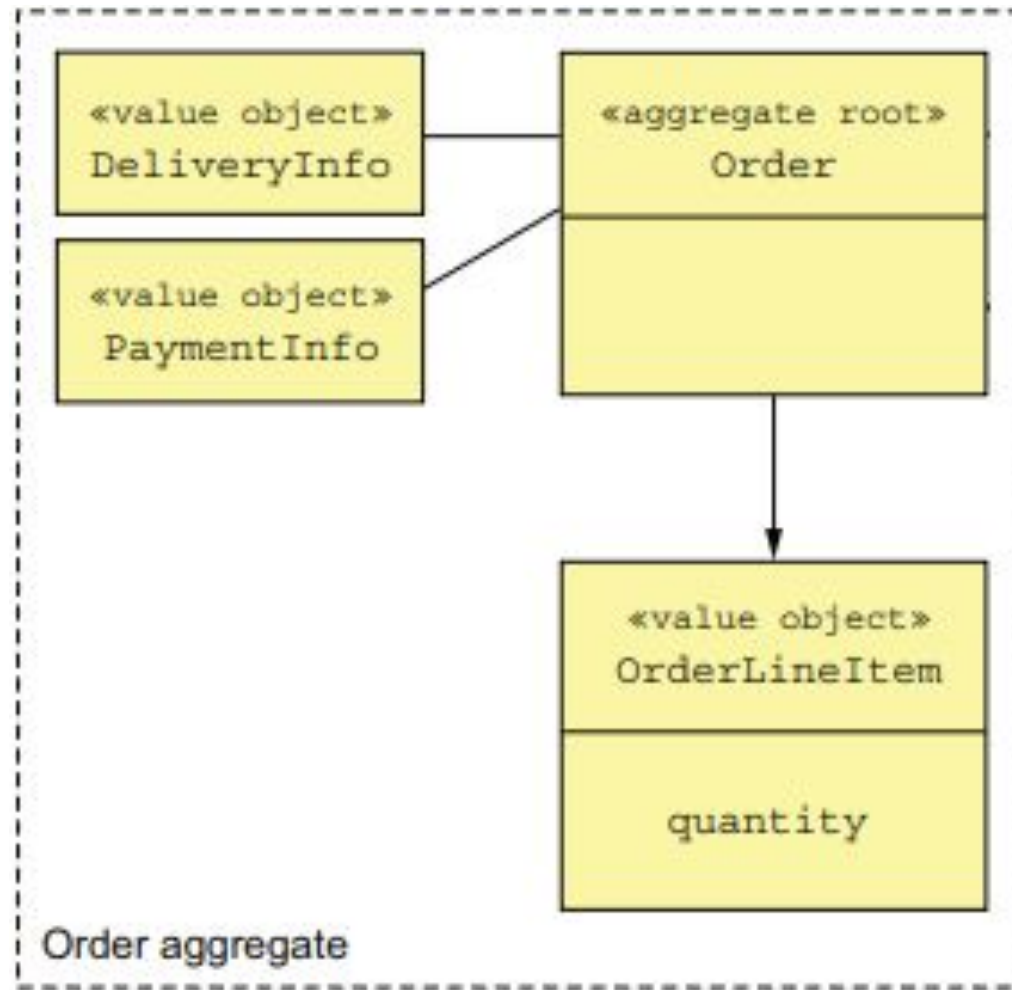 «value object»
DeliveryInfo
«aggregate root»
Order
«value object»
PaymentInfo
«value object»
OrderLineItem
quantity
Order aggregate